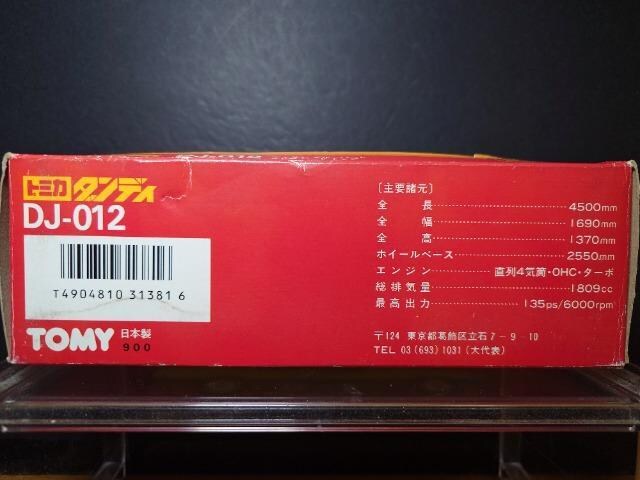 トミカ ダンディ
DJ-012
T4904810 31381 6
TOMY 日本製
900
〔主要諸元〕
全長 4500mm
全幅 1690mm
全高 1370mm
ホイールベース 2550mm
エンジン 直列4気筒・OHC・ターボ
総排気量 1809cc
最高出力 135ps/6000rpm
〒124 東京都葛飾区立石7-9-10
TEL 03(693)1031(大代表)